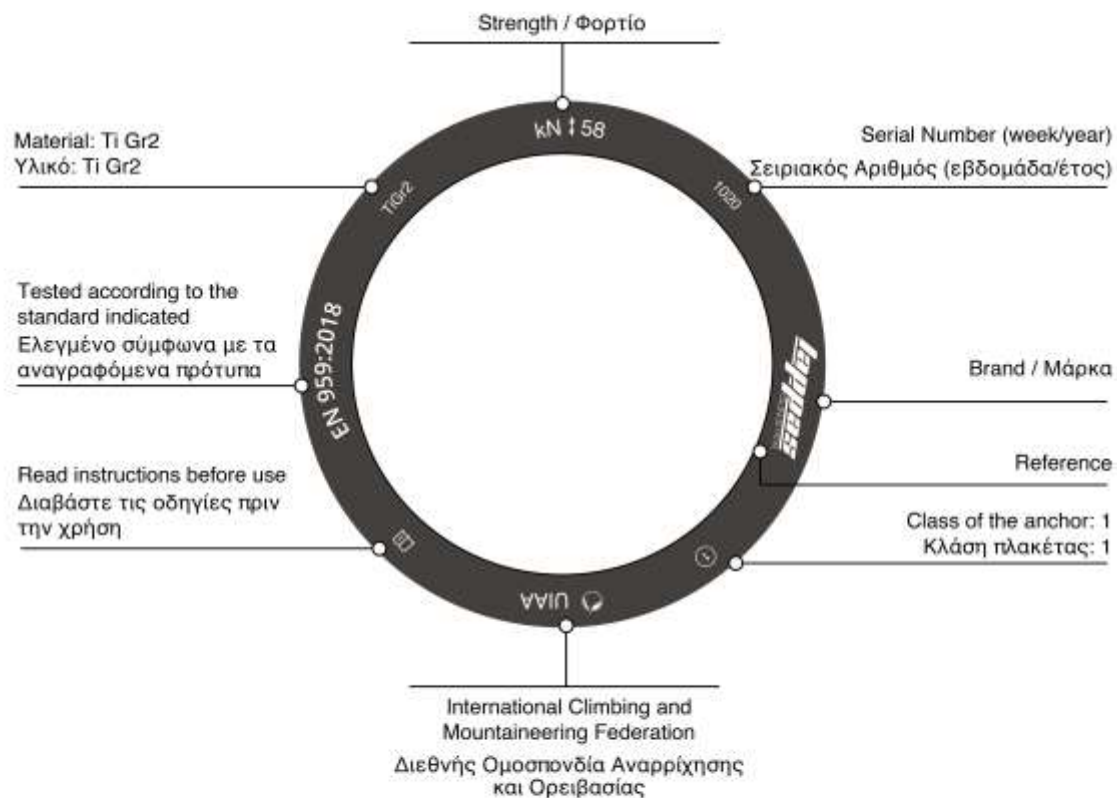 Strength / Φορτίο
kN ↕ 58
Material: Ti Gr2
Υλικό: Ti Gr2
TiGr2
Serial Number (week/year)
Σειριακός Αριθμός (εβδομάδα/έτος)
1020
Tested according to the
standard indicated
Ελεγμένο σύμφωνα με τα
αναγραφόμενα πρότυπα
EN 959:2018
Brand / Μάρκα
lappas
Reference
Read instructions before use
Διαβάστε τις οδηγίες πριν
την χρήση
Class of the anchor: 1
Κλάση πλακέτας: 1
1
UIAA
International Climbing and
Mountaineering Federation
Διεθνής Ομοσπονδία Αναρρίχησης
και Ορειβασίας